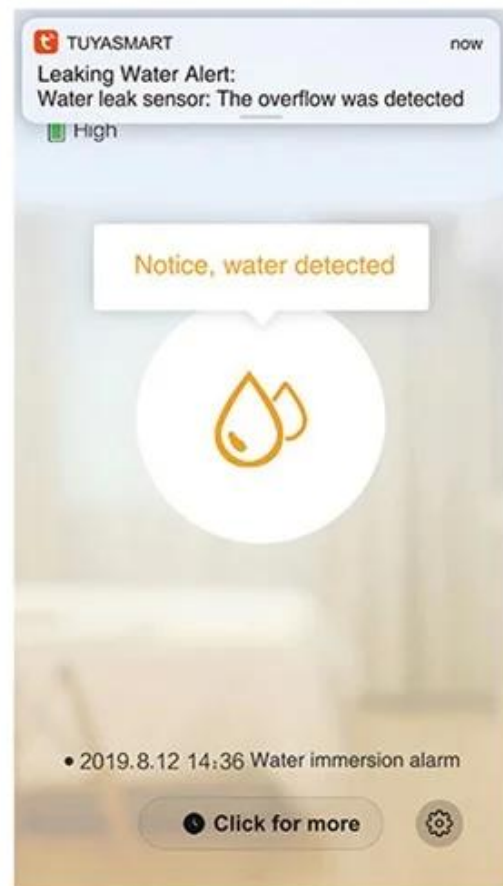 TUYASMART now
Leaking Water Alert:
Water leak sensor: The overflow was detected
High
Notice, water detected
• 2019.8.12 14:36 Water immersion alarm
Click for more